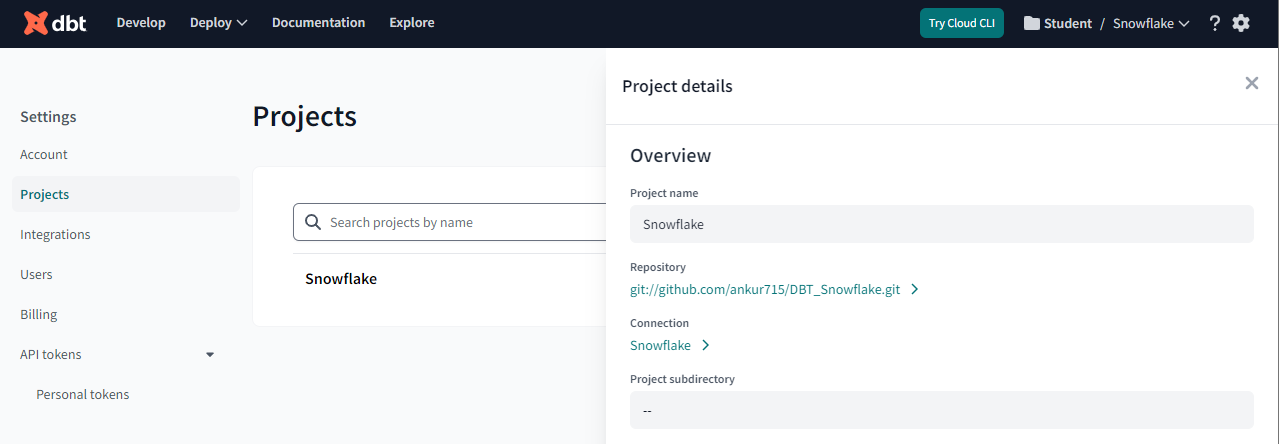 dbt Develop Deploy Documentation Explore Try Cloud CLI Student / Snowflake ?
Settings
Account
Projects
Integrations
Users
Billing
API tokens
Personal tokens
Projects
Search projects by name
Snowflake
Project details
Overview
Project name
Snowflake
Repository
git://github.com/ankur715/DBT_Snowflake.git
Connection
Snowflake
Project subdirectory
--